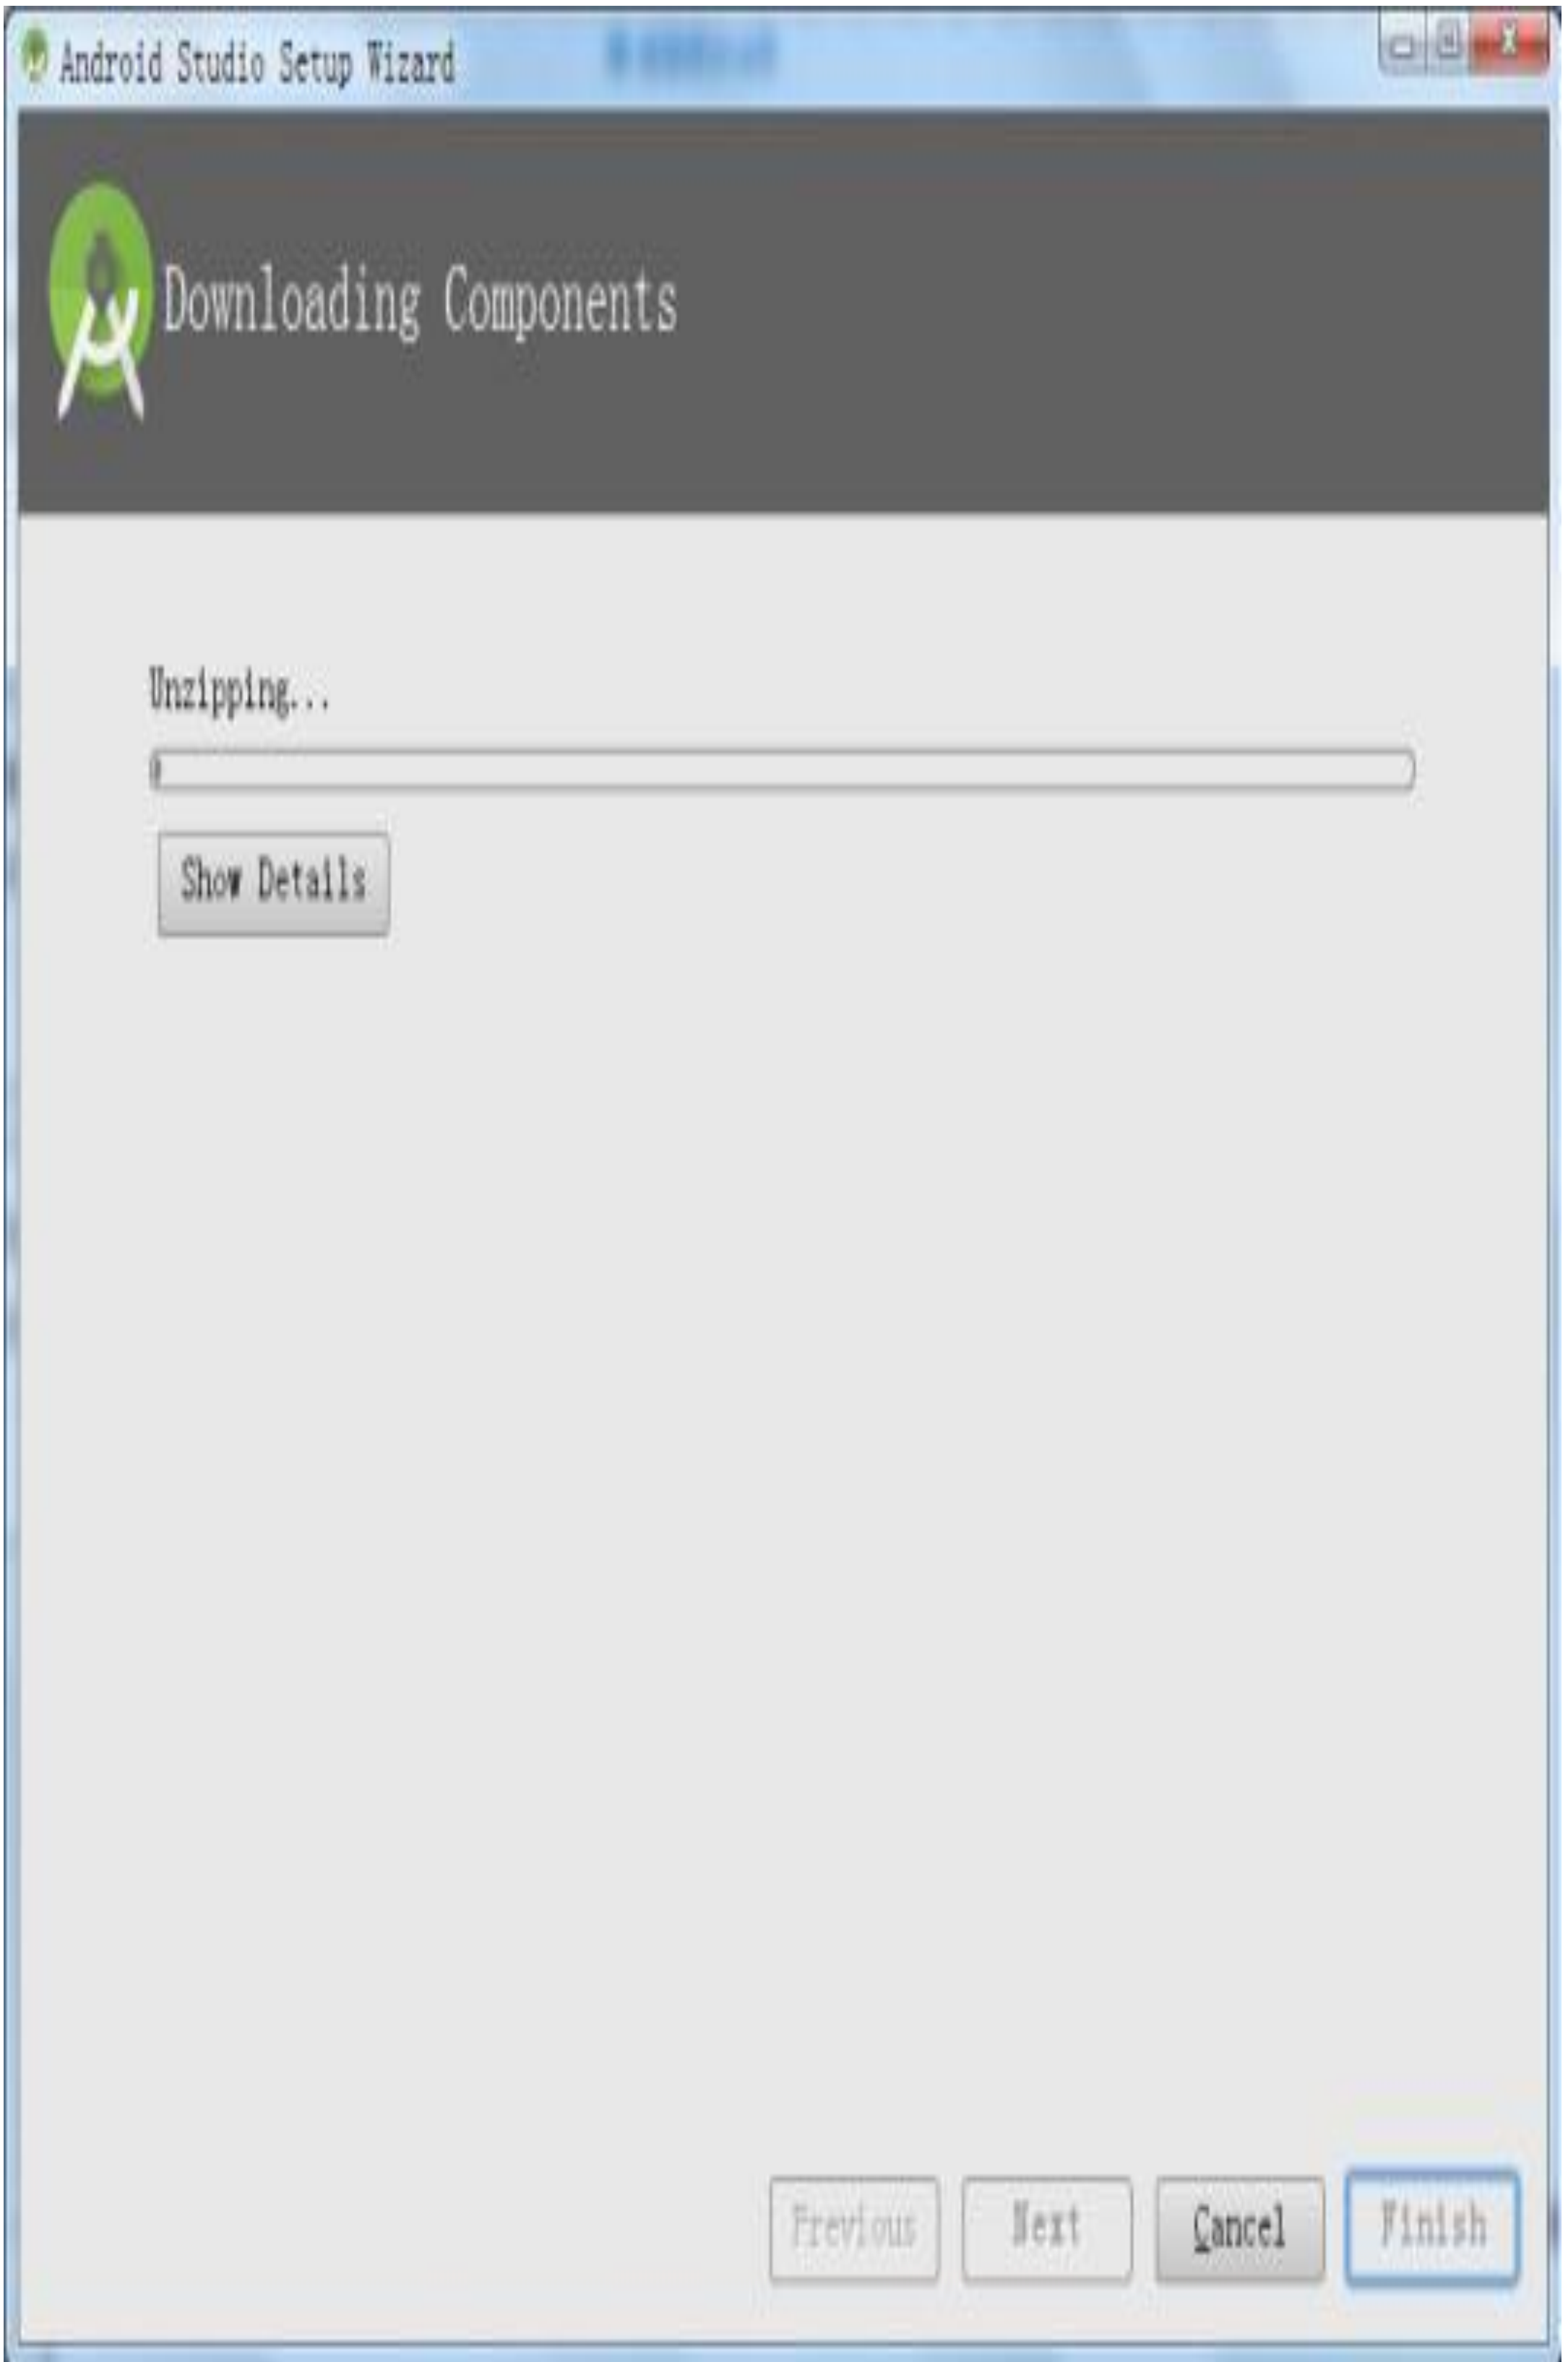 Android Studio Setup Wizard
Downloading Components
Unzipping...
Show Details
Previous Next Cancel Finish